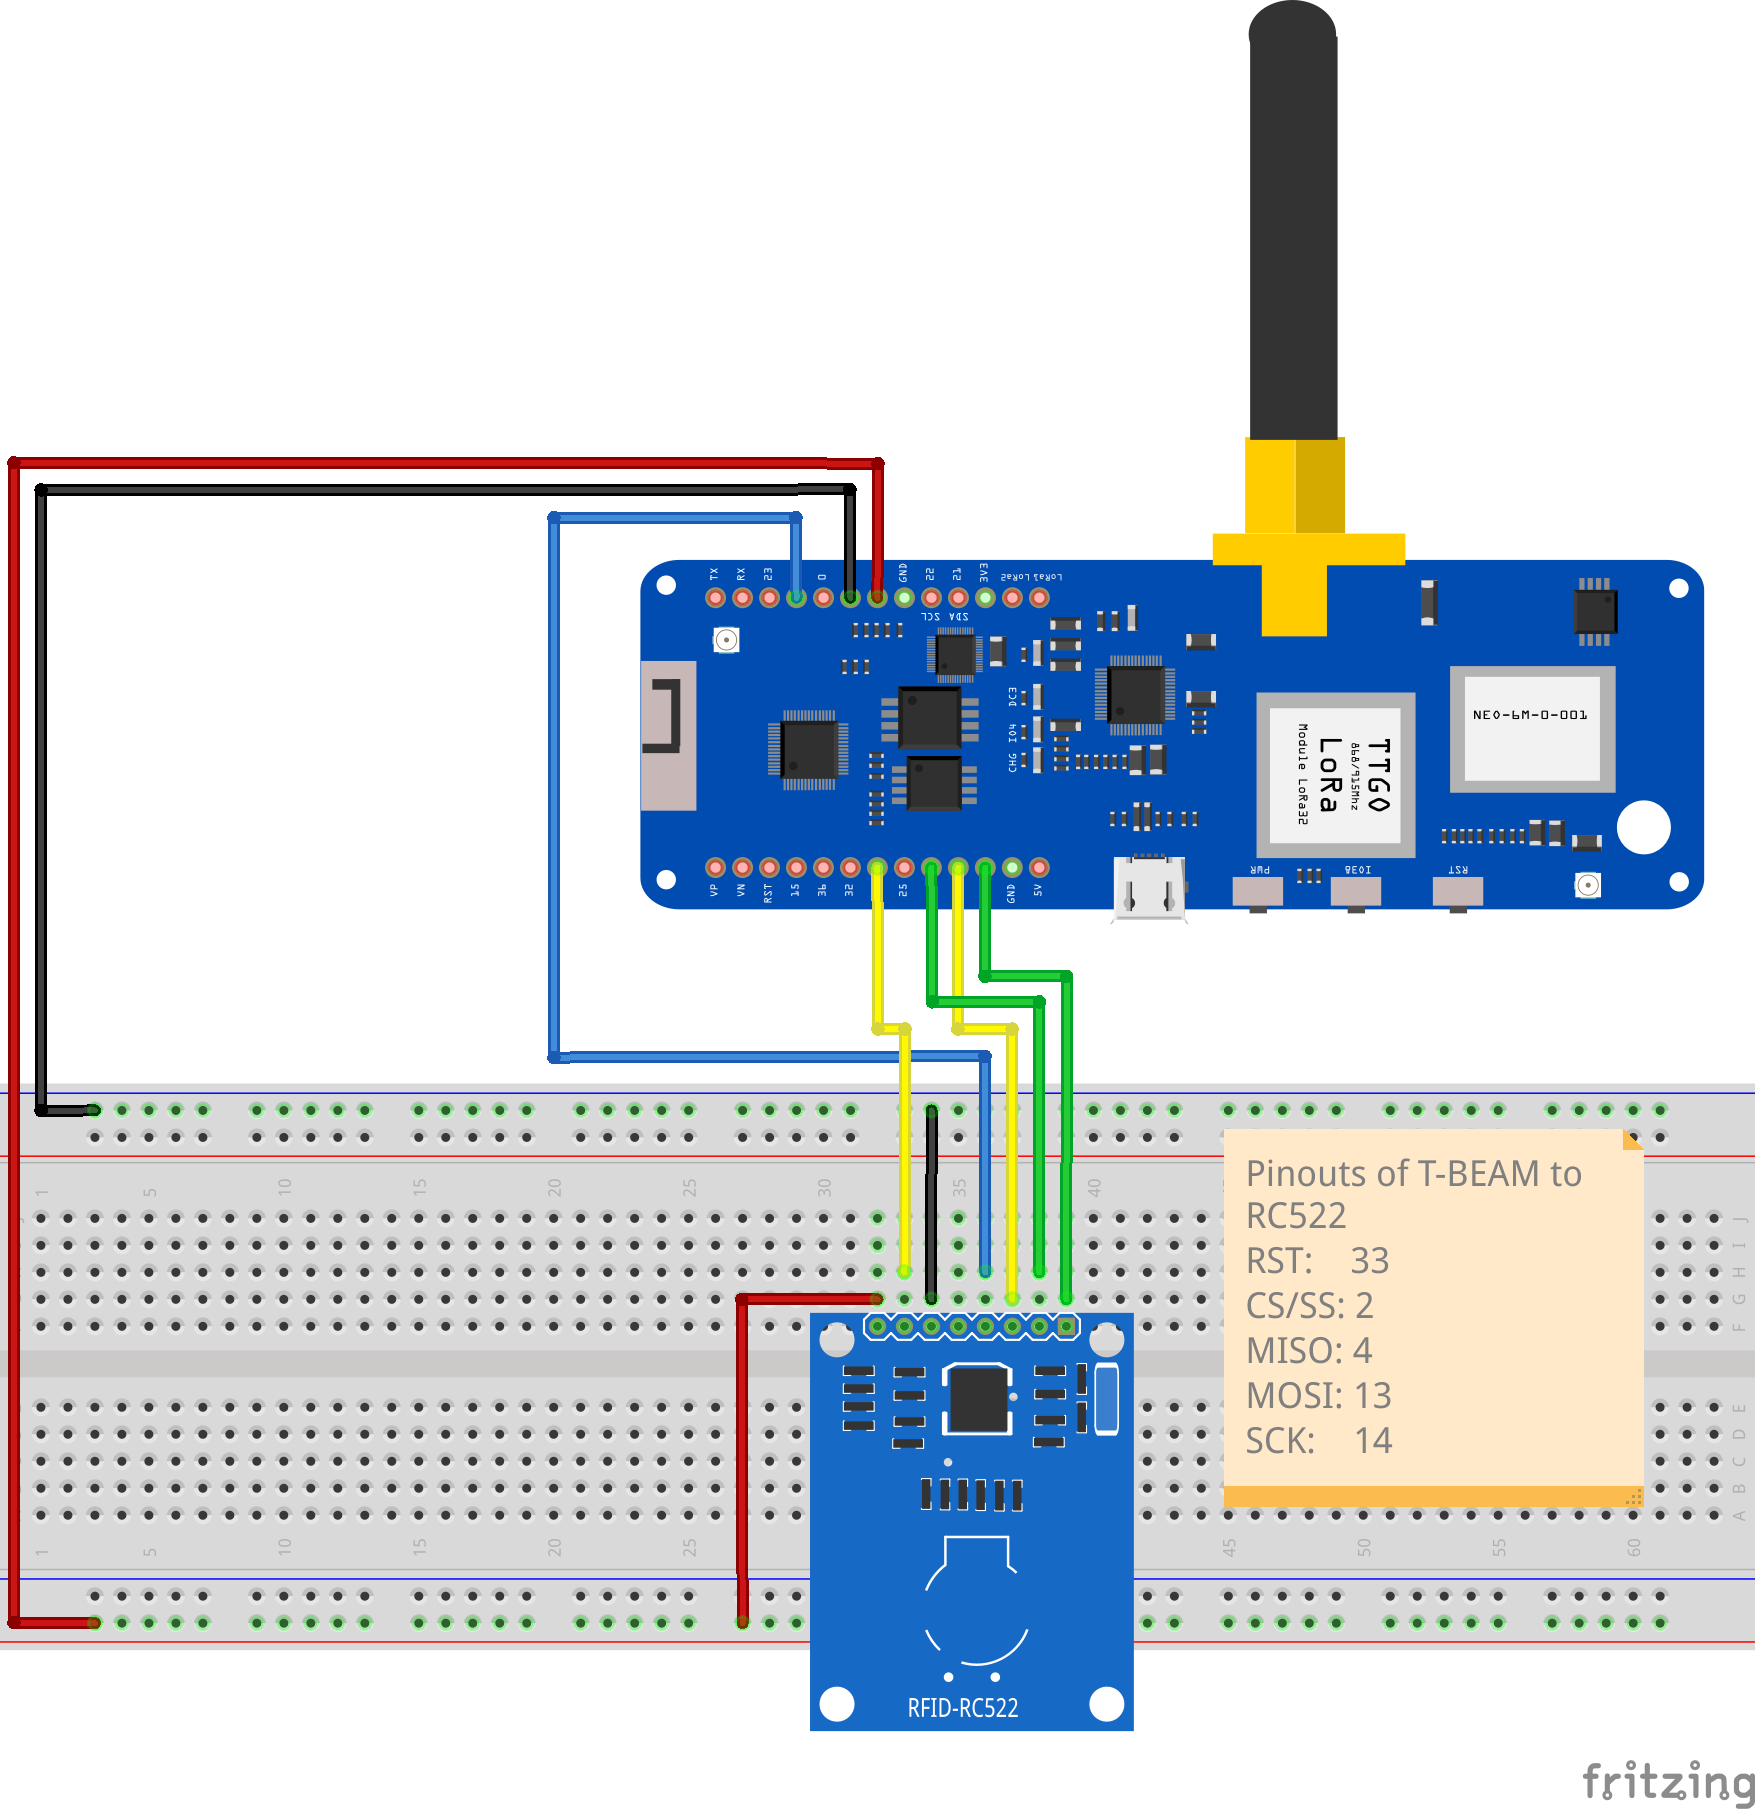 TX RX 23 0 GND 22 21 3V3 LoRa2 LoRa1
SCL SDA
DC3
IO4
CHG
TTGO
868/915Mhz
LoRa
Module LoRa32
NEO-6M-0-001
VP VN RST 15 36 32 25 GND 5V
PWR IO38 RST
1 5 10 15 20 25 30 35 40
J
I
H
G
F
Pinouts of T-BEAM to
RC522
RST: 33
CS/SS: 2
MISO: 4
MOSI: 13
SCK: 14
E
D
C
B
A
1 5 10 15 20 25 45 50 55 60
RFID-RC522
fritzing